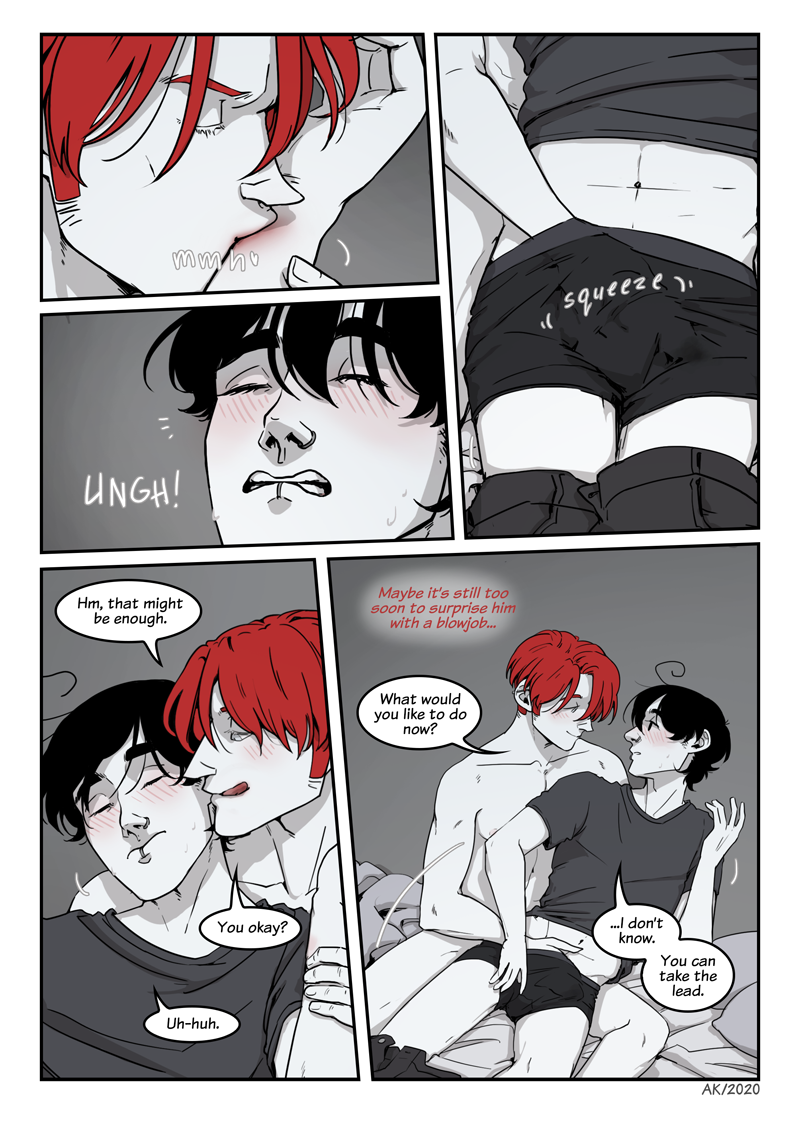 mmh♥
squeeze
UNGH!
Hm, that might
be enough.
You okay?
Uh-huh.
Maybe it's still too
soon to surprise him
with a blowjob...
What would
you like to do
now?
...I don't
know.
You can
take the
lead.
AK/2020